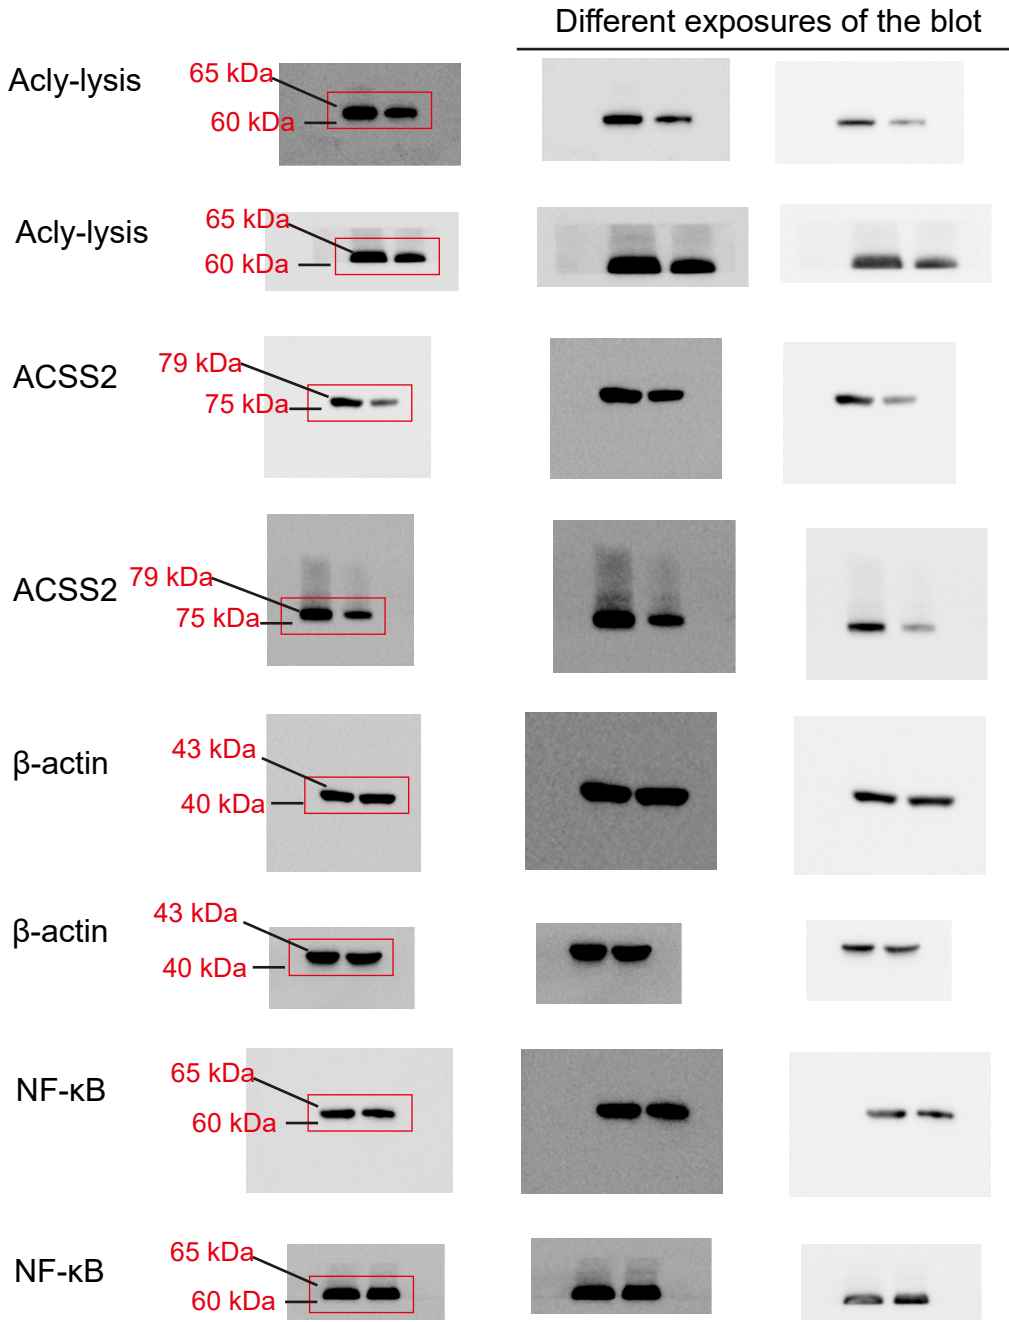 Different exposures of the blot
Acly-lysis
65 kDa
60 kDa
Acly-lysis
65 kDa
60 kDa
ACSS2
79 kDa
75 kDa
ACSS2
79 kDa
75 kDa
β-actin
43 kDa
40 kDa
β-actin
43 kDa
40 kDa
NF-κB
65 kDa
60 kDa
NF-κB
65 kDa
60 kDa